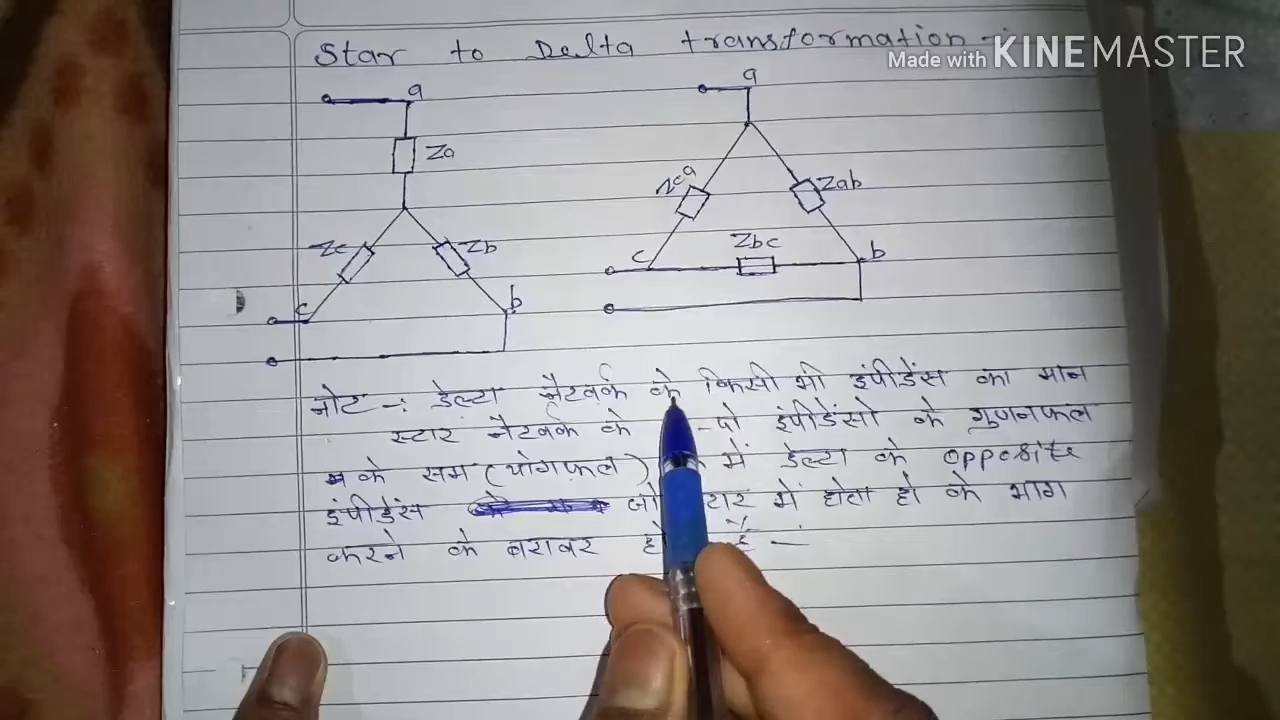 Star to Delta transformation -:
Made with KINEMASTER
a
Za
Zc
Zb
c
b
a
Zca
Zab
Zbc
c
b
नोट -: डेल्टा नैटवर्क के किसी भी इंपीडेंस का मान
स्टार नैटवर्क के दो इंपीडेंसो के गुणनफल
के सम (योगफल) में डेल्टा के opposite
इंपीडेंस जो में होता हो के भाग
करने के बरावर है -: